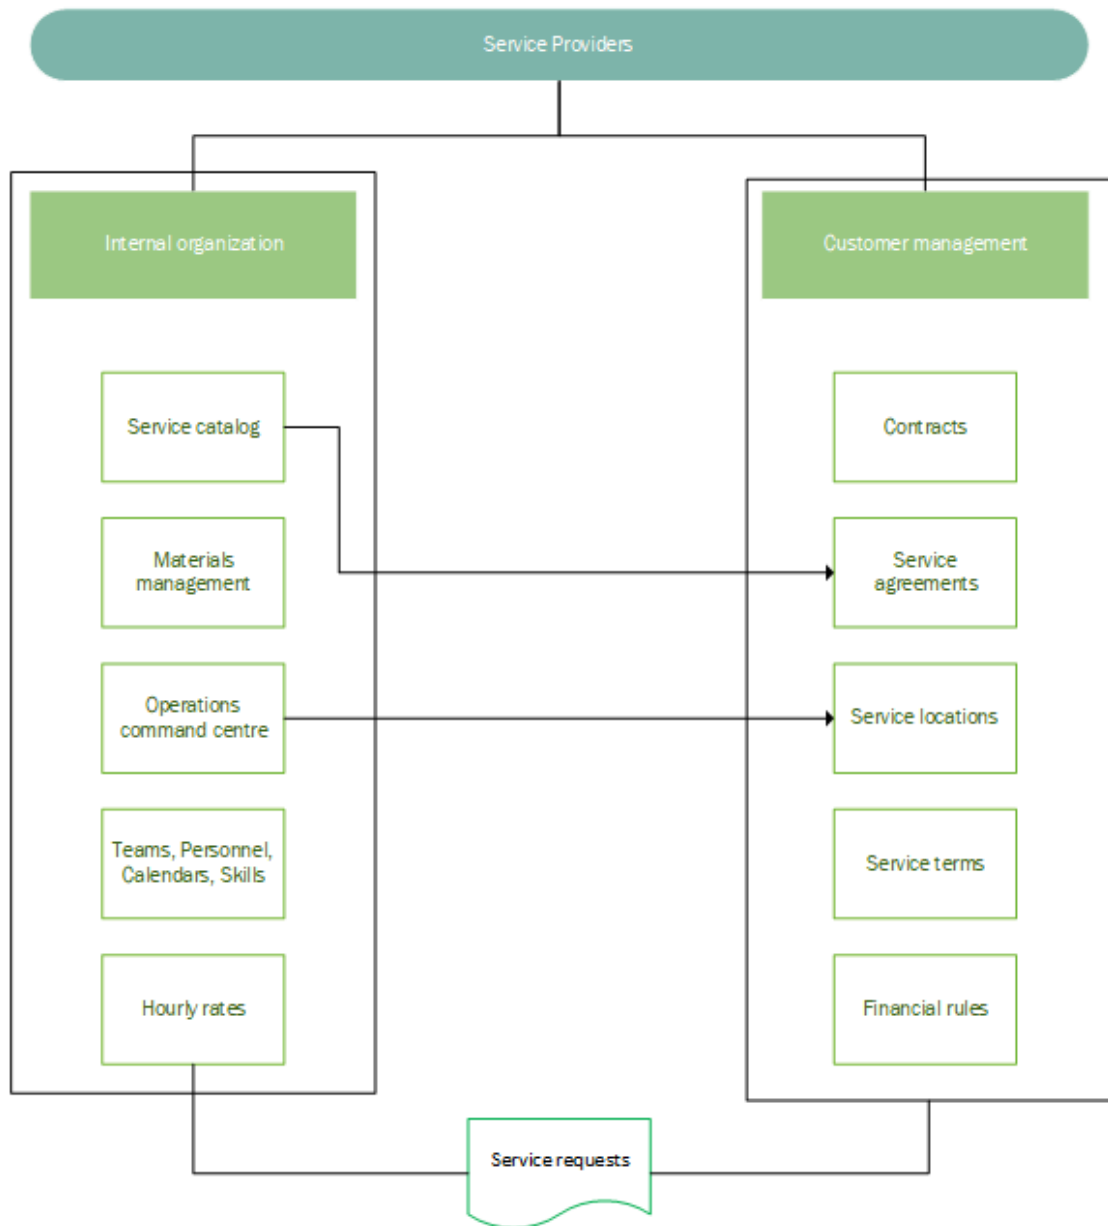 Service Providers
Internal organization
Customer management
Service catalog
Contracts
Materials
management
Service
agreements
Operations
command centre
Service locations
Teams, Personnel,
Calendars, Skills
Service terms
Hourly rates
Financial rules
Service requests